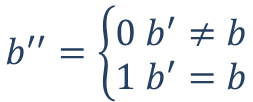 b′′ = { 0 b′ ≠ b
1 b′ = b